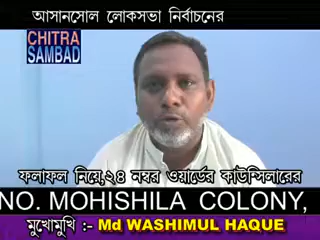 আসানসোল লোকসভা নির্বাচনের
CHITRA
SAMBAD
ফলাফল নিয়ে,২৪ নম্বর ওয়ার্ডের কাউন্সিলারের
NO. MOHISHILA COLONY,
মুখোমুখি :- Md WASHIMUL HAQUE